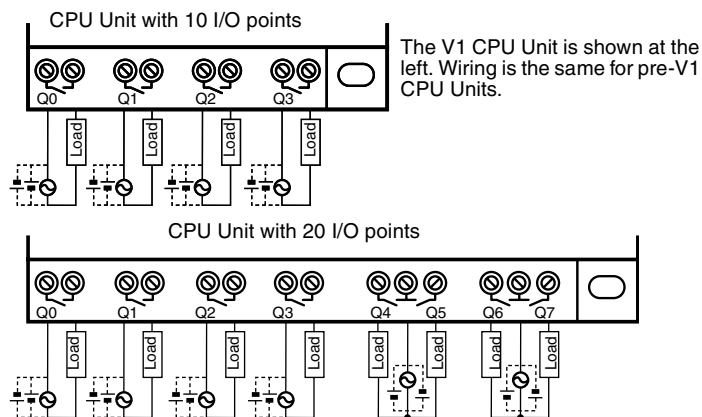 CPU Unit with 10 I/O points
The V1 CPU Unit is shown at the
left. Wiring is the same for pre-V1
CPU Units.
Q0 Q1 Q2 Q3
Load Load Load Load
CPU Unit with 20 I/O points
Q0 Q1 Q2 Q3 Q4 Q5 Q6 Q7
Load Load Load Load Load Load Load Load